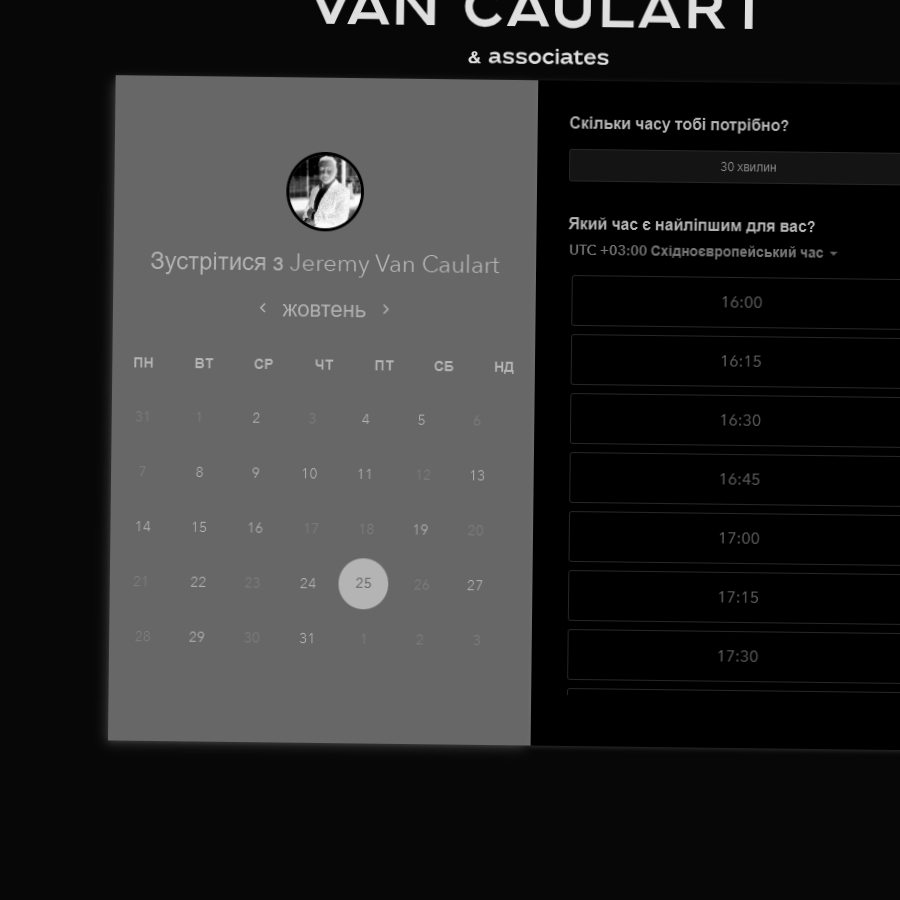 VAN CAULART
& associates
Зустрітися з Jeremy Van Caulart
жовтень
ПН ВТ СР ЧТ ПТ СБ НД
31 1 2 3 4 5 6
7 8 9 10 11 12 13
14 15 16 17 18 19 20
21 22 23 24 25 26 27
28 29 30 31 1 2 3
Скільки часу тобі потрібно?
30 хвилин
Який час є найліпшим для вас?
UTC +03:00 Східноєвропейський час
16:00
16:15
16:30
16:45
17:00
17:15
17:30